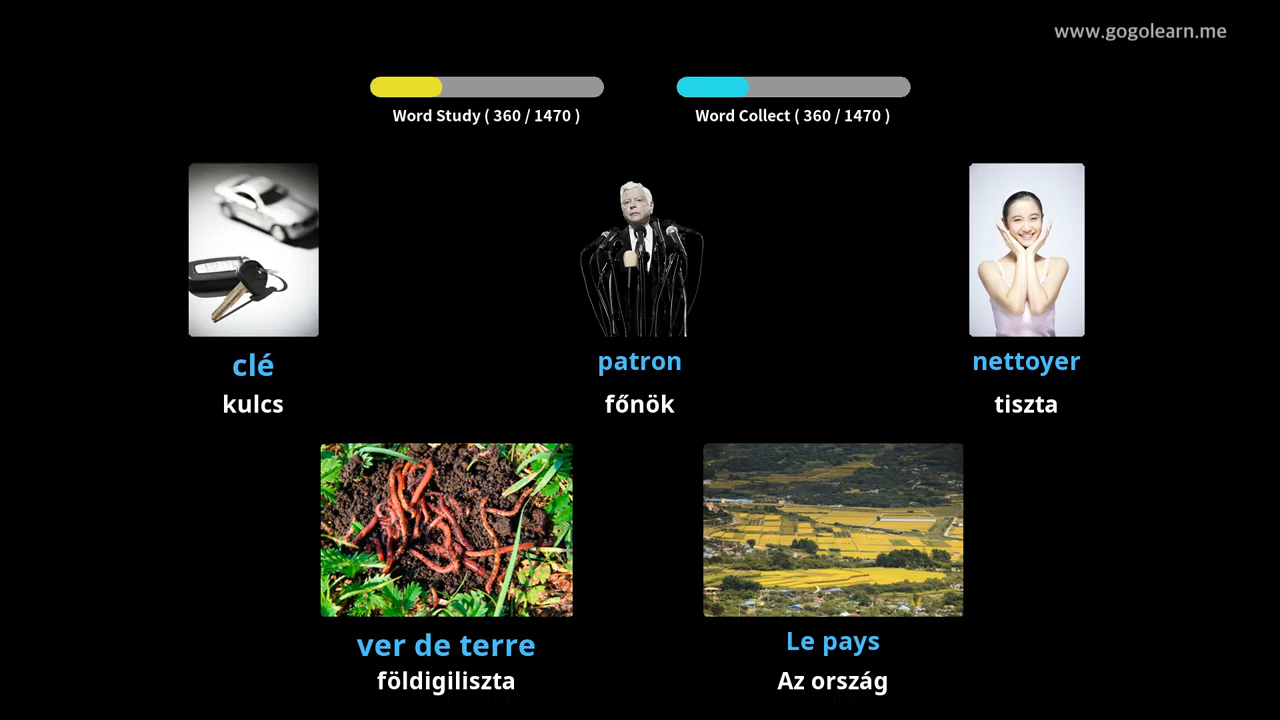 www.gogolearn.me
Word Study ( 360 / 1470 )
Word Collect ( 360 / 1470 )
clé
patron
nettoyer
kulcs
főnök
tiszta
ver de terre
Le pays
földigiliszta
Az ország